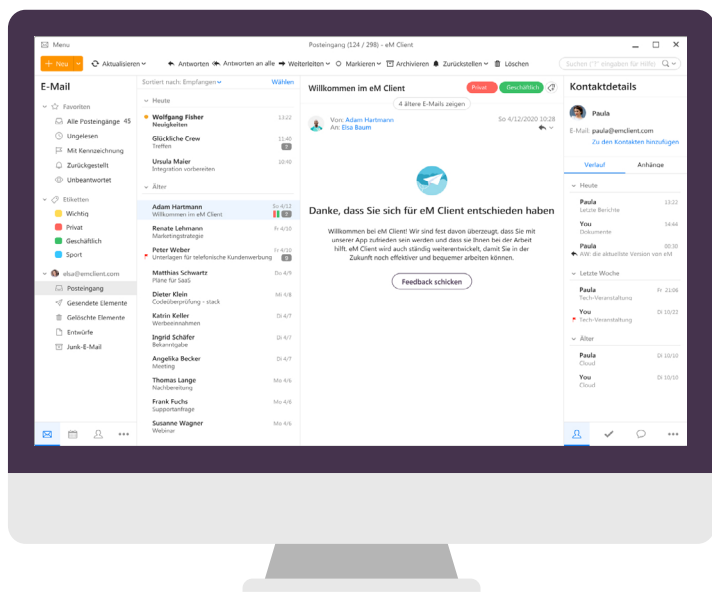 Menu
Posteingang (124 / 298) - eM Client
Neu
Aktualisieren
Antworten
Antworten an alle
Weiterleiten
Markieren
Archivieren
Zurückstellen
Löschen
(Suchen ("?" eingeben für Hilfe)
E-Mail
Favoriten
Alle Posteingänge 45
Ungelesen
Mit Kennzeichnung
Zurückgestellt
Unbeantwortet
Etiketten
Wichtig
Privat
Geschäftlich
Sport
elsa@emclient.com
Posteingang
Gesendete Elemente
Gelöschte Elemente
Entwürfe
Junk-E-Mail
Sortiert nach: Empfangen
Wählen
Heute
Wolfgang Fisher 13:22
Neuigkeiten
Glückliche Crew 11:40
Treffen 7
Ursula Maier 10:40
Integration vorbereiten
Älter
Adam Hartmann So 4/12
Willkommen im eM Client 7
Renate Lehmann Fr 4/10
Marketingstrategie
Peter Weber Fr 4/10
Unterlagen für telefonische Kundenwerbung 5
Matthias Schwartz Do 4/9
Pläne für SaaS
Dieter Klein Mi 4/8
Codeüberprüfung - stack
Katrin Keller Di 4/7
Werbeeinnahmen
Ingrid Schäfer Di 4/7
Bekanntgabe
Angelika Becker Di 4/7
Meeting
Thomas Lange Mo 4/6
Nachbereitung
Frank Fuchs Mo 4/6
Supportanfrage
Susanne Wagner Mo 4/6
Webinar
Willkommen im eM Client
Privat
Geschäftlich
4 ältere E-Mails zeigen
Von: Adam Hartmann
An: Elsa Baum
So 4/12/2020 10:28
Danke, dass Sie sich für eM Client entschieden haben
Willkommen bei eM Client! Wir sind fest davon überzeugt, dass Sie mit
unserer App zufrieden sein werden und dass sie Ihnen bei der Arbeit
hilft. eM Client wird auch ständig weiterentwickelt, damit Sie in der
Zukunft noch effektiver und bequemer arbeiten können.
Feedback schicken
Kontaktdetails
Paula
E-Mail: paula@emclient.com
Zu den Kontakten hinzufügen
Verlauf
Anhänge
Heute
Paula 13:22
Letzte Berichte
You 14:44
Dokumente
Paula 00:30
AW: die aktuellste Version von eM
Letzte Woche
Paula Fr 21:06
Tech-Veranstaltung
You Di 10/22
Tech-Veranstaltung
Älter
Paula Di 10/10
Cloud
You Di 10/10
Cloud